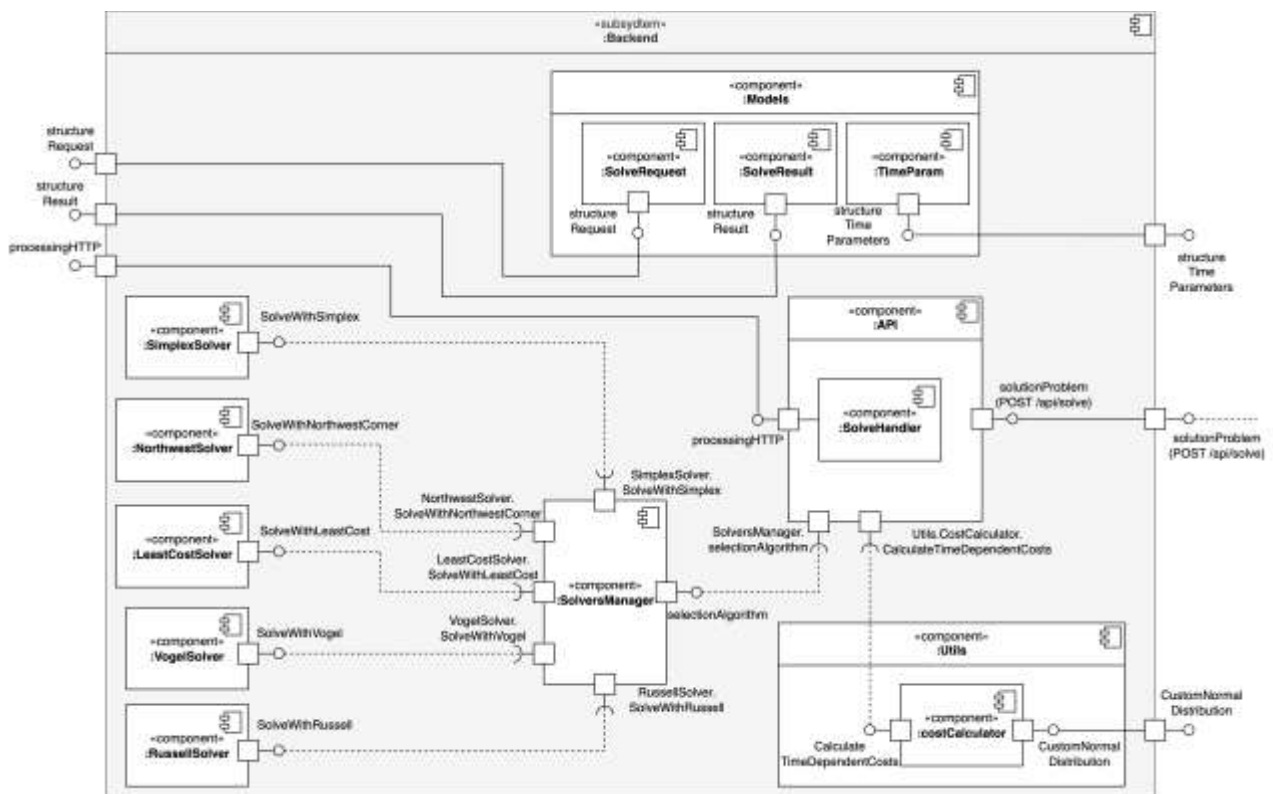 «subsydtem»
:Backend
«component»
:Models
«component»
:SolveRequest
«component»
:SolveResult
«component»
:TimeParam
structure
Request
structure
Result
structure
Time
Parameters
structure
Request
structure
Result
processingHTTP
structure
Time
Parameters
«component»
:SimplexSolver
SolveWithSimplex
«component»
:NorthwestSolver
SolveWithNorthwestCorner
«component»
:LeastCostSolver
SolveWithLeastCost
«component»
:VogelSolver
SolveWithVogel
«component»
:RussellSolver
SolveWithRussell
SimplexSolver.
SolveWithSimplex
NorthwestSolver.
SolveWithNorthwestCorner
LeastCostSolver.
SolveWithLeastCost
VogelSolver.
SolveWithVogel
RussellSolver.
SolveWithRussell
«component»
:SolversManager
selectionAlgorithm
«component»
:API
«component»
:SolveHandler
processingHTTP
solutionProblem
(POST /api/solve)
solutionProblem
(POST /api/solve)
SolversManager.
selectionAlgorithm
Utils.CostCalculator.
CalculateTimeDependentCosts
«component»
:Utils
«component»
:costCalculator
Calculate
TimeDependentCosts
CustomNormal
Distribution
CustomNormal
Distribution